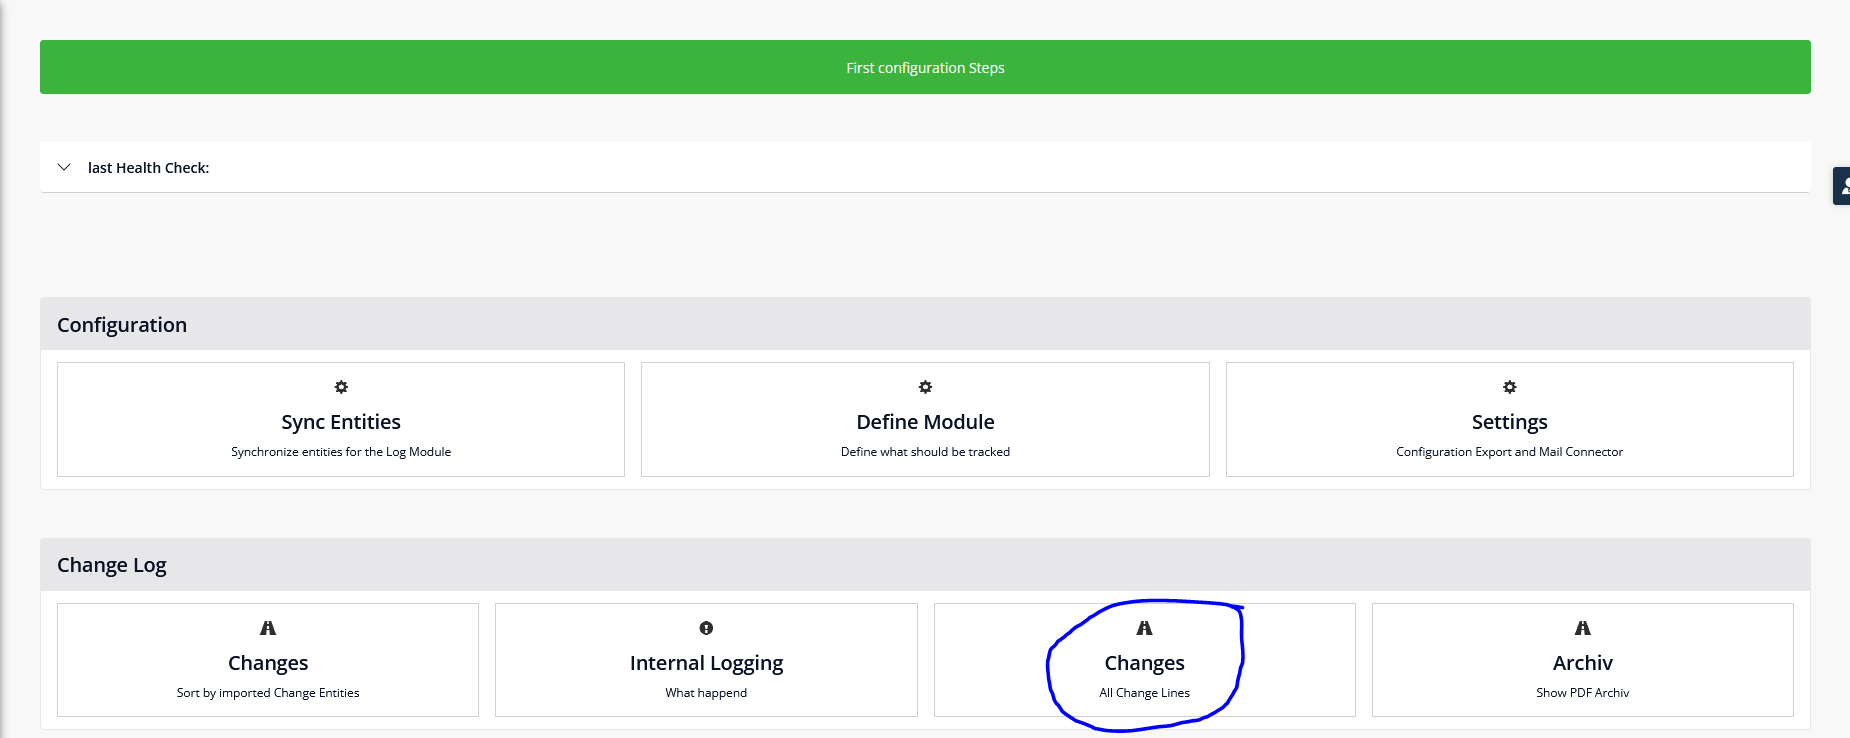 First configuration Steps
last Health Check:
Configuration
Sync Entities
Synchronize entities for the Log Module
Define Module
Define what should be tracked
Settings
Configuration Export and Mail Connector
Change Log
Changes
Sort by imported Change Entities
Internal Logging
What happend
Changes
All Change Lines
Archiv
Show PDF Archiv